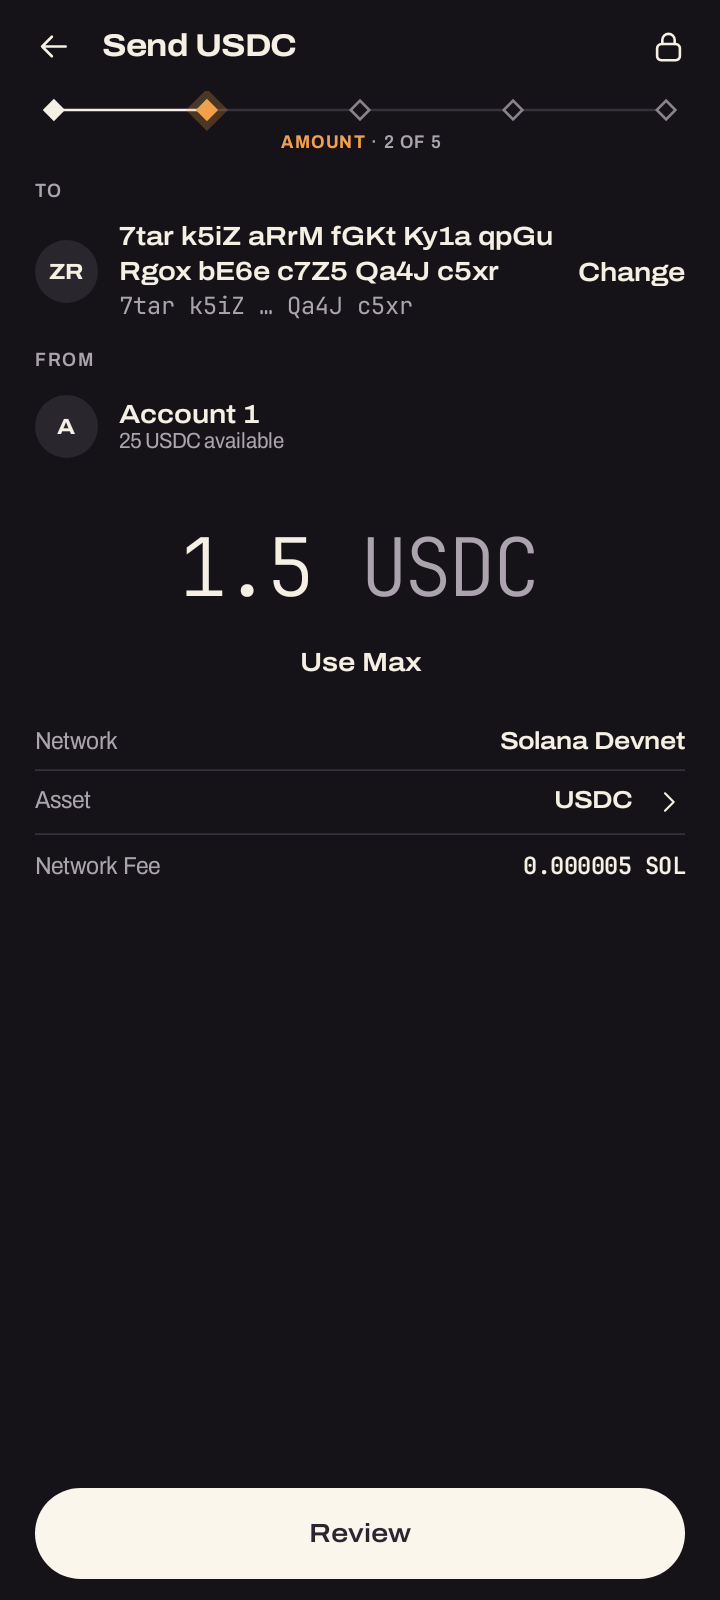 Send USDC
AMOUNT · 2 OF 5
TO
ZR
7tar k5iZ aRrM fGKt Ky1a qpGu
Rgox bE6e c7Z5 Qa4J c5xr
7tar k5iZ … Qa4J c5xr
Change
FROM
A
Account 1
25 USDC available
1.5 USDC
Use Max
Network Solana Devnet
Asset USDC
Network Fee 0.000005 SOL
Review